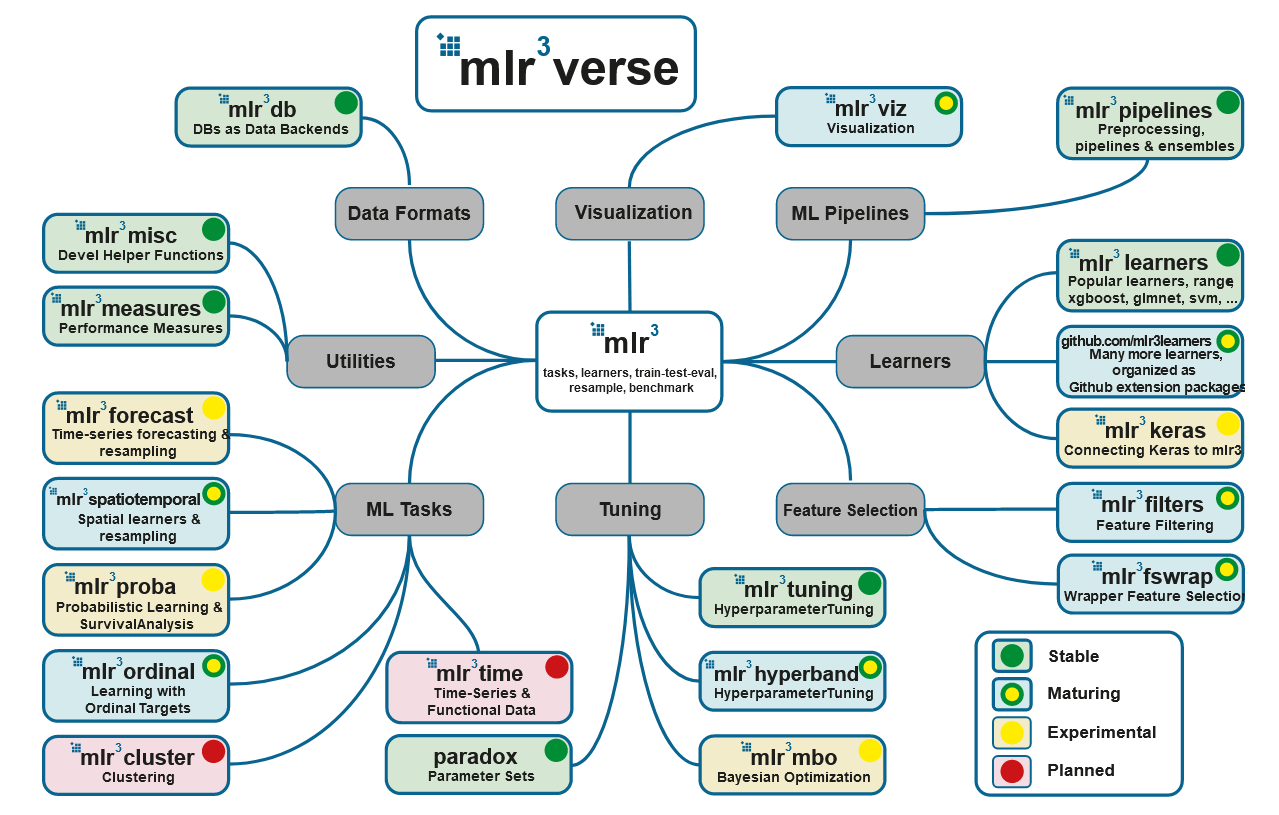 mlr3verse
mlr3db
DBs as Data Backends
mlr3viz
Visualization
mlr3pipelines
Preprocessing,
pipelines & ensembles
Data Formats
Visualization
ML Pipelines
mlr3misc
Devel Helper Functions
mlr3measures
Performance Measures
Utilities
mlr3
tasks, learners, train-test-eval,
resample, benchmark
Learners
mlr3learners
Popular learners, range,
xgboost, glmnet, svm, ...
github.com/mlr3learners
Many more learners,
organized as
Github extension packages
mlr3keras
Connecting Keras to mlr3
mlr3forecast
Time-series forecasting &
resampling
mlr3spatiotemporal
Spatial learners &
resampling
mlr3proba
Probabilistic Learning &
SurvivalAnalysis
mlr3ordinal
Learning with
Ordinal Targets
mlr3cluster
Clustering
ML Tasks
Tuning
Feature Selection
mlr3filters
Feature Filtering
mlr3fswrap
Wrapper Feature Selection
mlr3time
Time-Series &
Functional Data
paradox
Parameter Sets
mlr3tuning
HyperparameterTuning
mlr3hyperband
HyperparameterTuning
mlr3mbo
Bayesian Optimization
Stable
Maturing
Experimental
Planned